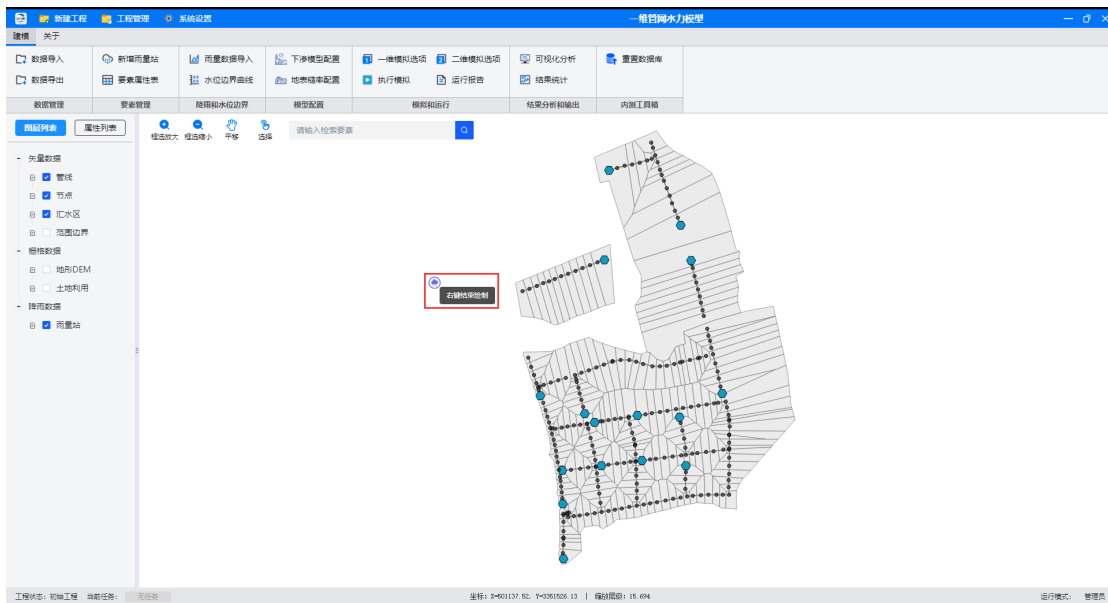 新建工程 工程管理 系统设置 一维管网水力模型
建模 关于
数据导入 新增雨量站 雨量数据导入 下渗模型配置 一维模拟选项 二维模拟选项 可视化分析 重置数据库
数据导出 要素属性表 水位边界曲线 地表糙率配置 执行模拟 运行报告 结果统计
数据管理 要素管理 降雨和水位边界 模型配置 模拟和运行 结果分析和输出 内测工具箱
图层列表 属性列表
框选放大 框选缩小 平移 选择
请输入检索要素
矢量数据
管线
节点
汇水区
范围边界
栅格数据
地形DEM
土地利用
降雨数据
雨量站
右键结束绘制
工程状态: 初始工程 当前任务: 无任务 坐标: X=501137.52, Y=3351526.13 | 缩放层级: 15.694 运行模式: 管理员